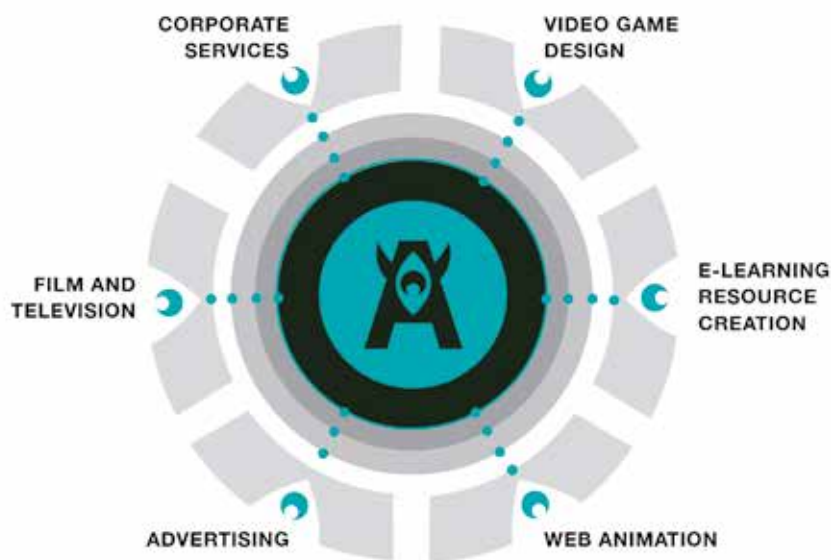 CORPORATE
SERVICES
VIDEO GAME
DESIGN
FILM AND
TELEVISION
A
E-LEARNING
RESOURCE
CREATION
ADVERTISING
WEB ANIMATION